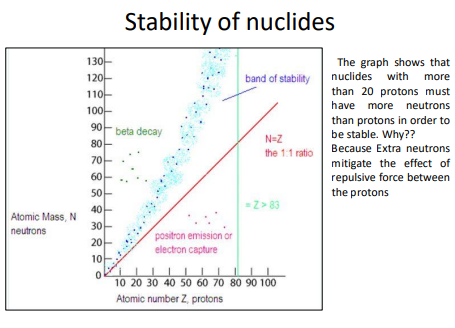 Stability of nuclides
130
120
110
100
90
80
70
60
50
40
30
20
10
0
Atomic Mass, N
neutrons
beta decay
band of stability
N=Z
the 1:1 ratio
= Z > 83
positron emission or
electron capture
10 20 30 40 50 60 70 80 90 100
Atomic number Z, protons
The graph shows that
nuclides with more
than 20 protons must
have more neutrons
than protons in order to
be stable. Why??
Because Extra neutrons
mitigate the effect of
repulsive force between
the protons